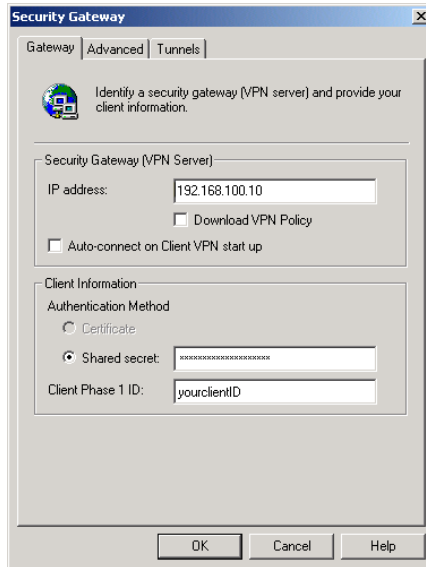 Security Gateway
Gateway Advanced Tunnels
Identify a security gateway (VPN server) and provide your
client information.
Security Gateway (VPN Server)
IP address: 192.168.100.10
Download VPN Policy
Auto-connect on Client VPN start up
Client Information
Authentication Method
Certificate
Shared secret: ********************
Client Phase 1 ID: yourclientID
OK Cancel Help